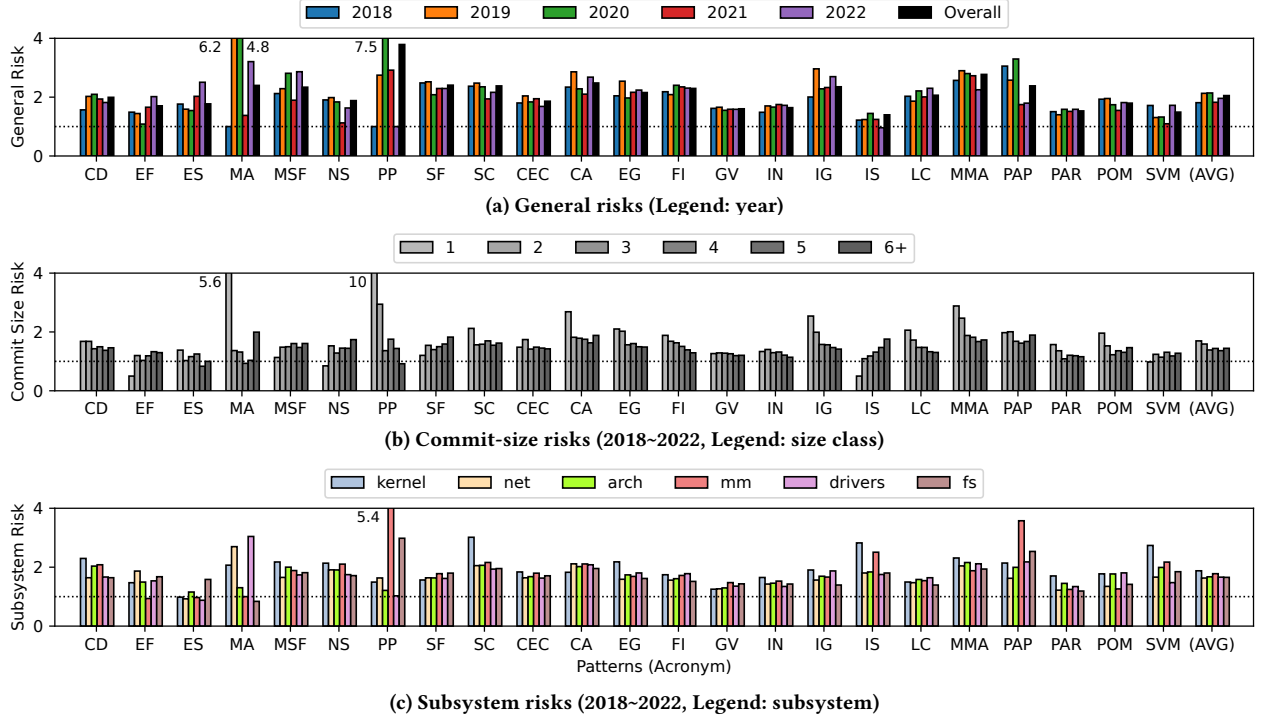 2018 2019 2020 2021 2022 Overall
General Risk
4
2
0
6.2 4.8 7.5
CD EF ES MA MSF NS PP SF SC CEC CA EG FI GV IN IG IS LC MMA PAP PAR POM SVM (AVG)
(a) General risks (Legend: year)
1 2 3 4 5 6+
Commit Size Risk
4
2
0
5.6 10
CD EF ES MA MSF NS PP SF SC CEC CA EG FI GV IN IG IS LC MMA PAP PAR POM SVM (AVG)
(b) Commit-size risks (2018~2022, Legend: size class)
kernel net arch mm drivers fs
Subsystem Risk
4
2
0
5.4
CD EF ES MA MSF NS PP SF SC CEC CA EG FI GV IN IG IS LC MMA PAP PAR POM SVM (AVG)
Patterns (Acronym)
(c) Subsystem risks (2018~2022, Legend: subsystem)